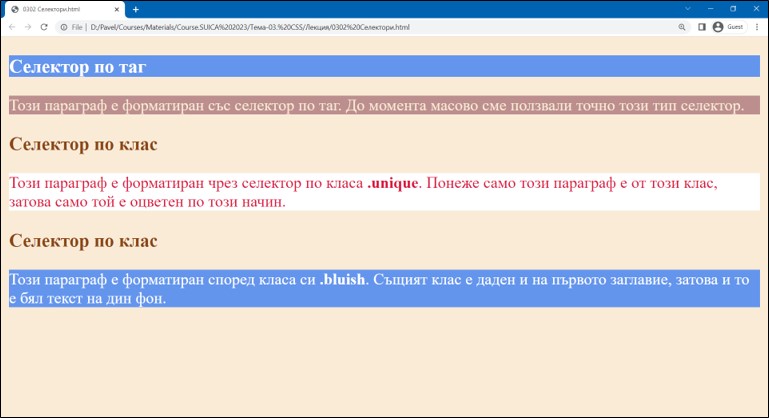 0302 Селектори.html
File | D:/Pavel/Courses/Materials/Course.SUICA%202023/Тема-03.%20CSS/Лекция/0302%20Селектори.html
Guest
Селектор по таг
Този параграф е форматиран със селектор по таг. До момента масово сме ползвали точно този тип селектор.
Селектор по клас
Този параграф е форматиран чрез селектор по класа .unique. Понеже само този параграф е от този клас,
затова само той е оцветен по този начин.
Селектор по клас
Този параграф е форматиран според класа си .bluish. Същият клас е даден и на първото заглавие, затова и то
е бял текст на дин фон.